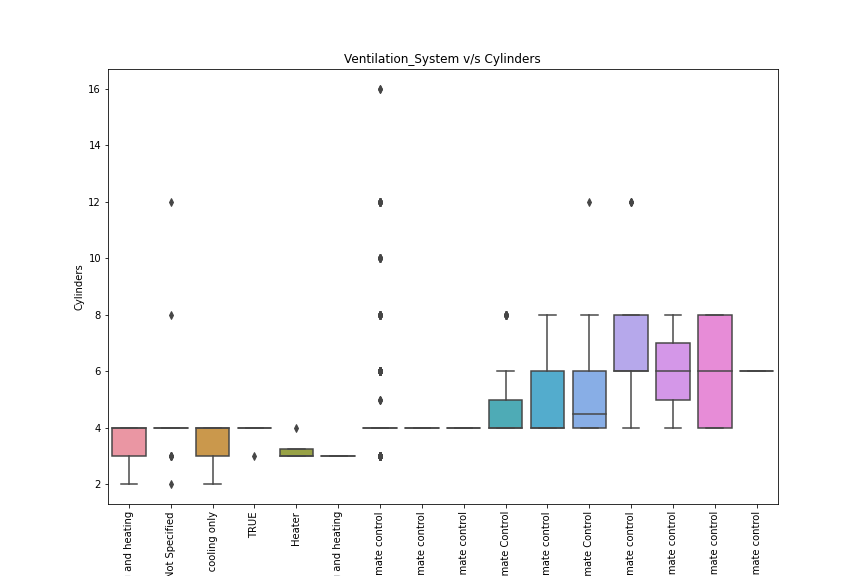 Ventilation_System v/s Cylinders
Cylinders
16
14
12
10
8
6
4
2
and heating
Not Specified
cooling only
TRUE
Heater
and heating
mate control
mate control
mate control
mate Control
mate control
mate Control
mate control
mate control
mate control
mate control